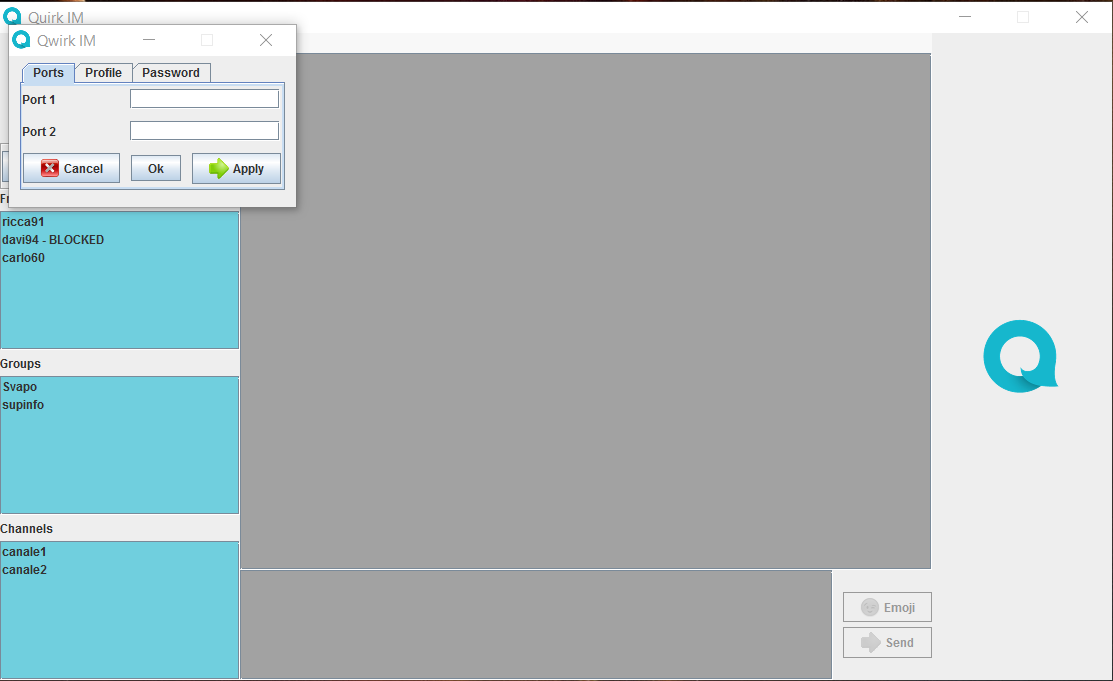 Quirk IM
Qwirk IM
Ports Profile Password
Port 1
Port 2
Cancel Ok Apply
ricca91
davi94 - BLOCKED
carlo60
Groups
Svapo
supinfo
Channels
canale1
canale2
Emoji
Send